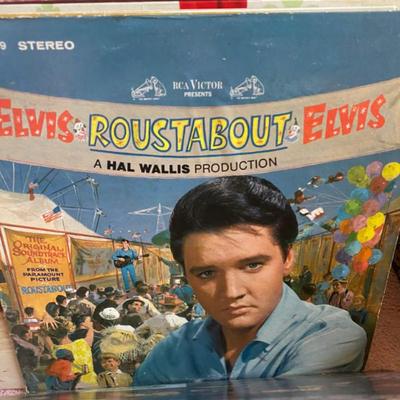 9 STEREO
RCA VICTOR
PRESENTS
ELVIS ROUSTABOUT ELVIS
A HAL WALLIS PRODUCTION
THE
ORIGINAL
SOUNDTRACK
ALBUM
FROM THE
PARAMOUNT
PICTURE
ROUSTABOUT